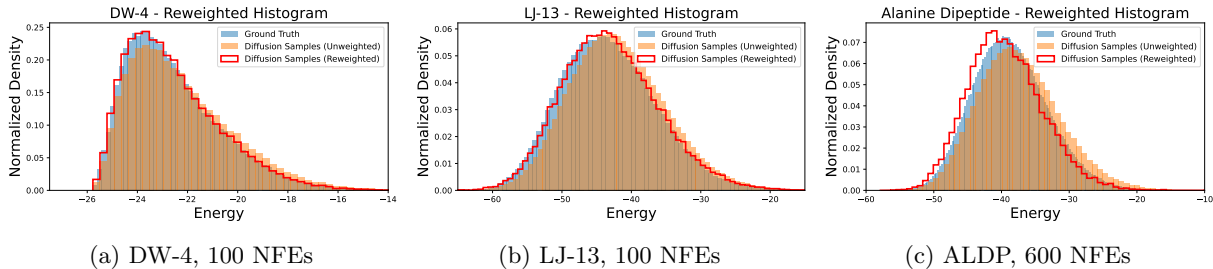 DW-4 - Reweighted Histogram
Normalized Density
0.25
0.20
0.15
0.10
0.05
0.00
Ground Truth
Diffusion Samples (Unweighted)
Diffusion Samples (Reweighted)
−26
−24
−22
−20
−18
−16
−14
Energy
(a) DW-4, 100 NFEs
LJ-13 - Reweighted Histogram
Normalized Density
0.06
0.05
0.04
0.03
0.02
0.01
0.00
Ground Truth
Diffusion Samples (Unweighted)
Diffusion Samples (Reweighted)
−60
−50
−40
−30
−20
Energy
(b) LJ-13, 100 NFEs
Alanine Dipeptide - Reweighted Histogram
Normalized Density
0.07
0.06
0.05
0.04
0.03
0.02
0.01
0.00
Ground Truth
Diffusion Samples (Unweighted)
Diffusion Samples (Reweighted)
−60
−50
−40
−30
−20
−10
Energy
(c) ALDP, 600 NFEs